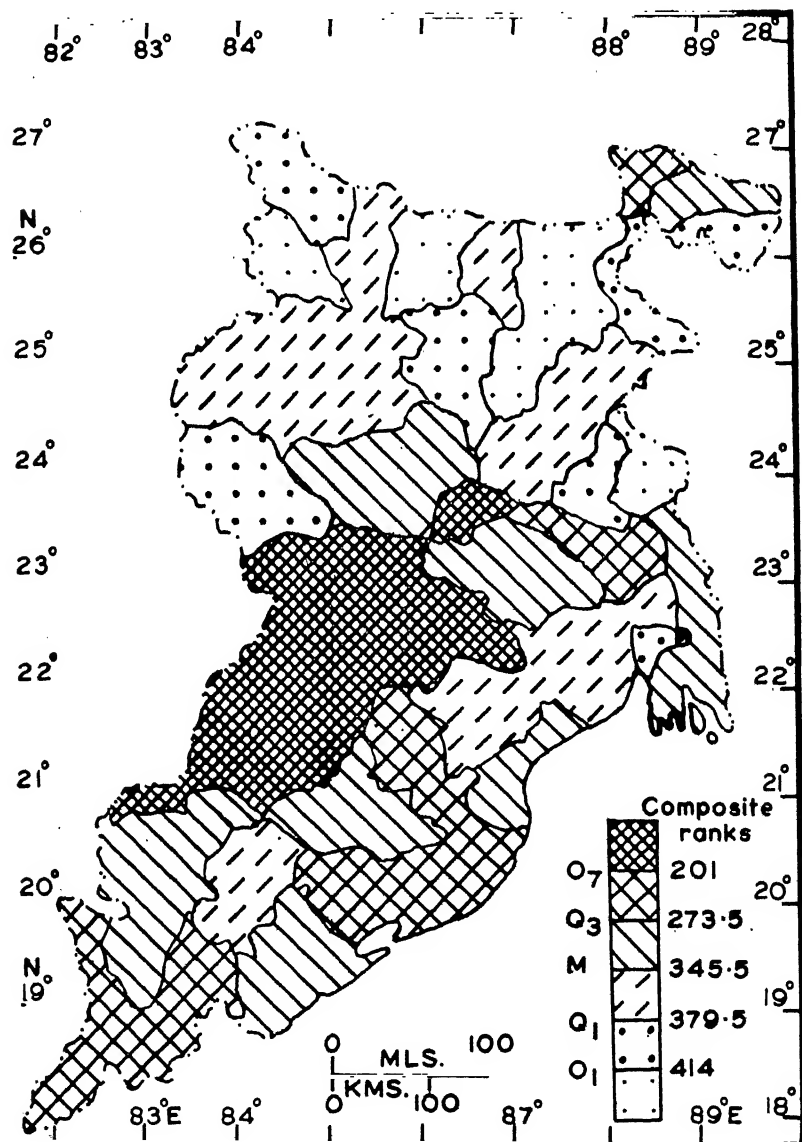 82° 83° 84° 88° 89° 28°
27° 27°
N
26°
25° 25°
24° 24°
23° 23°
22° 22°
21° 21°
Composite
ranks
O7 201
20° 20°
Q3 273·5
M 345·5
N
19° 19°
Q1 379·5
O1 414
0 MLS. 100
KMS.
0 100
83°E 84° 87° 89°E 18°